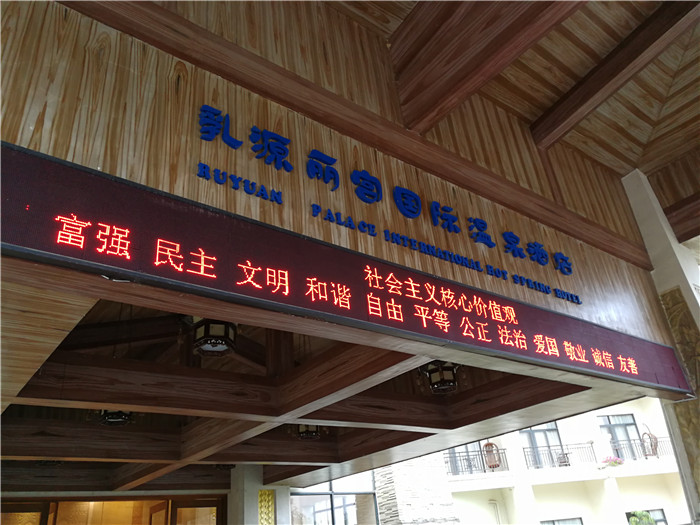 乳源丽宫国际温泉酒店
RUYUAN PALACE INTERNATIONAL HOT SPRING HOTEL
社会主义核心价值观
富强 民主 文明 和谐 自由 平等 公正 法治 爱国 敬业 诚信 友善